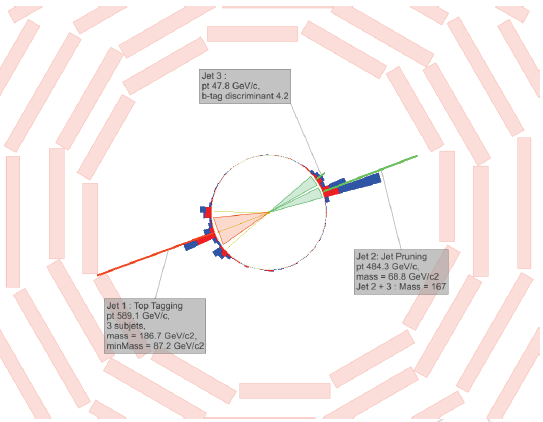 Jet 3 :
pt 47.8 GeV/c,
b-tag discriminant 4.2
Jet 2: Jet Pruning
pt 484.3 GeV/c,
mass = 68.8 GeV/c2
Jet 2 + 3 : Mass = 167
Jet 1 : Top Tagging
pt 589.1 GeV/c,
3 subjets,
mass = 186.7 GeV/c2,
minMass = 87.2 GeV/c2